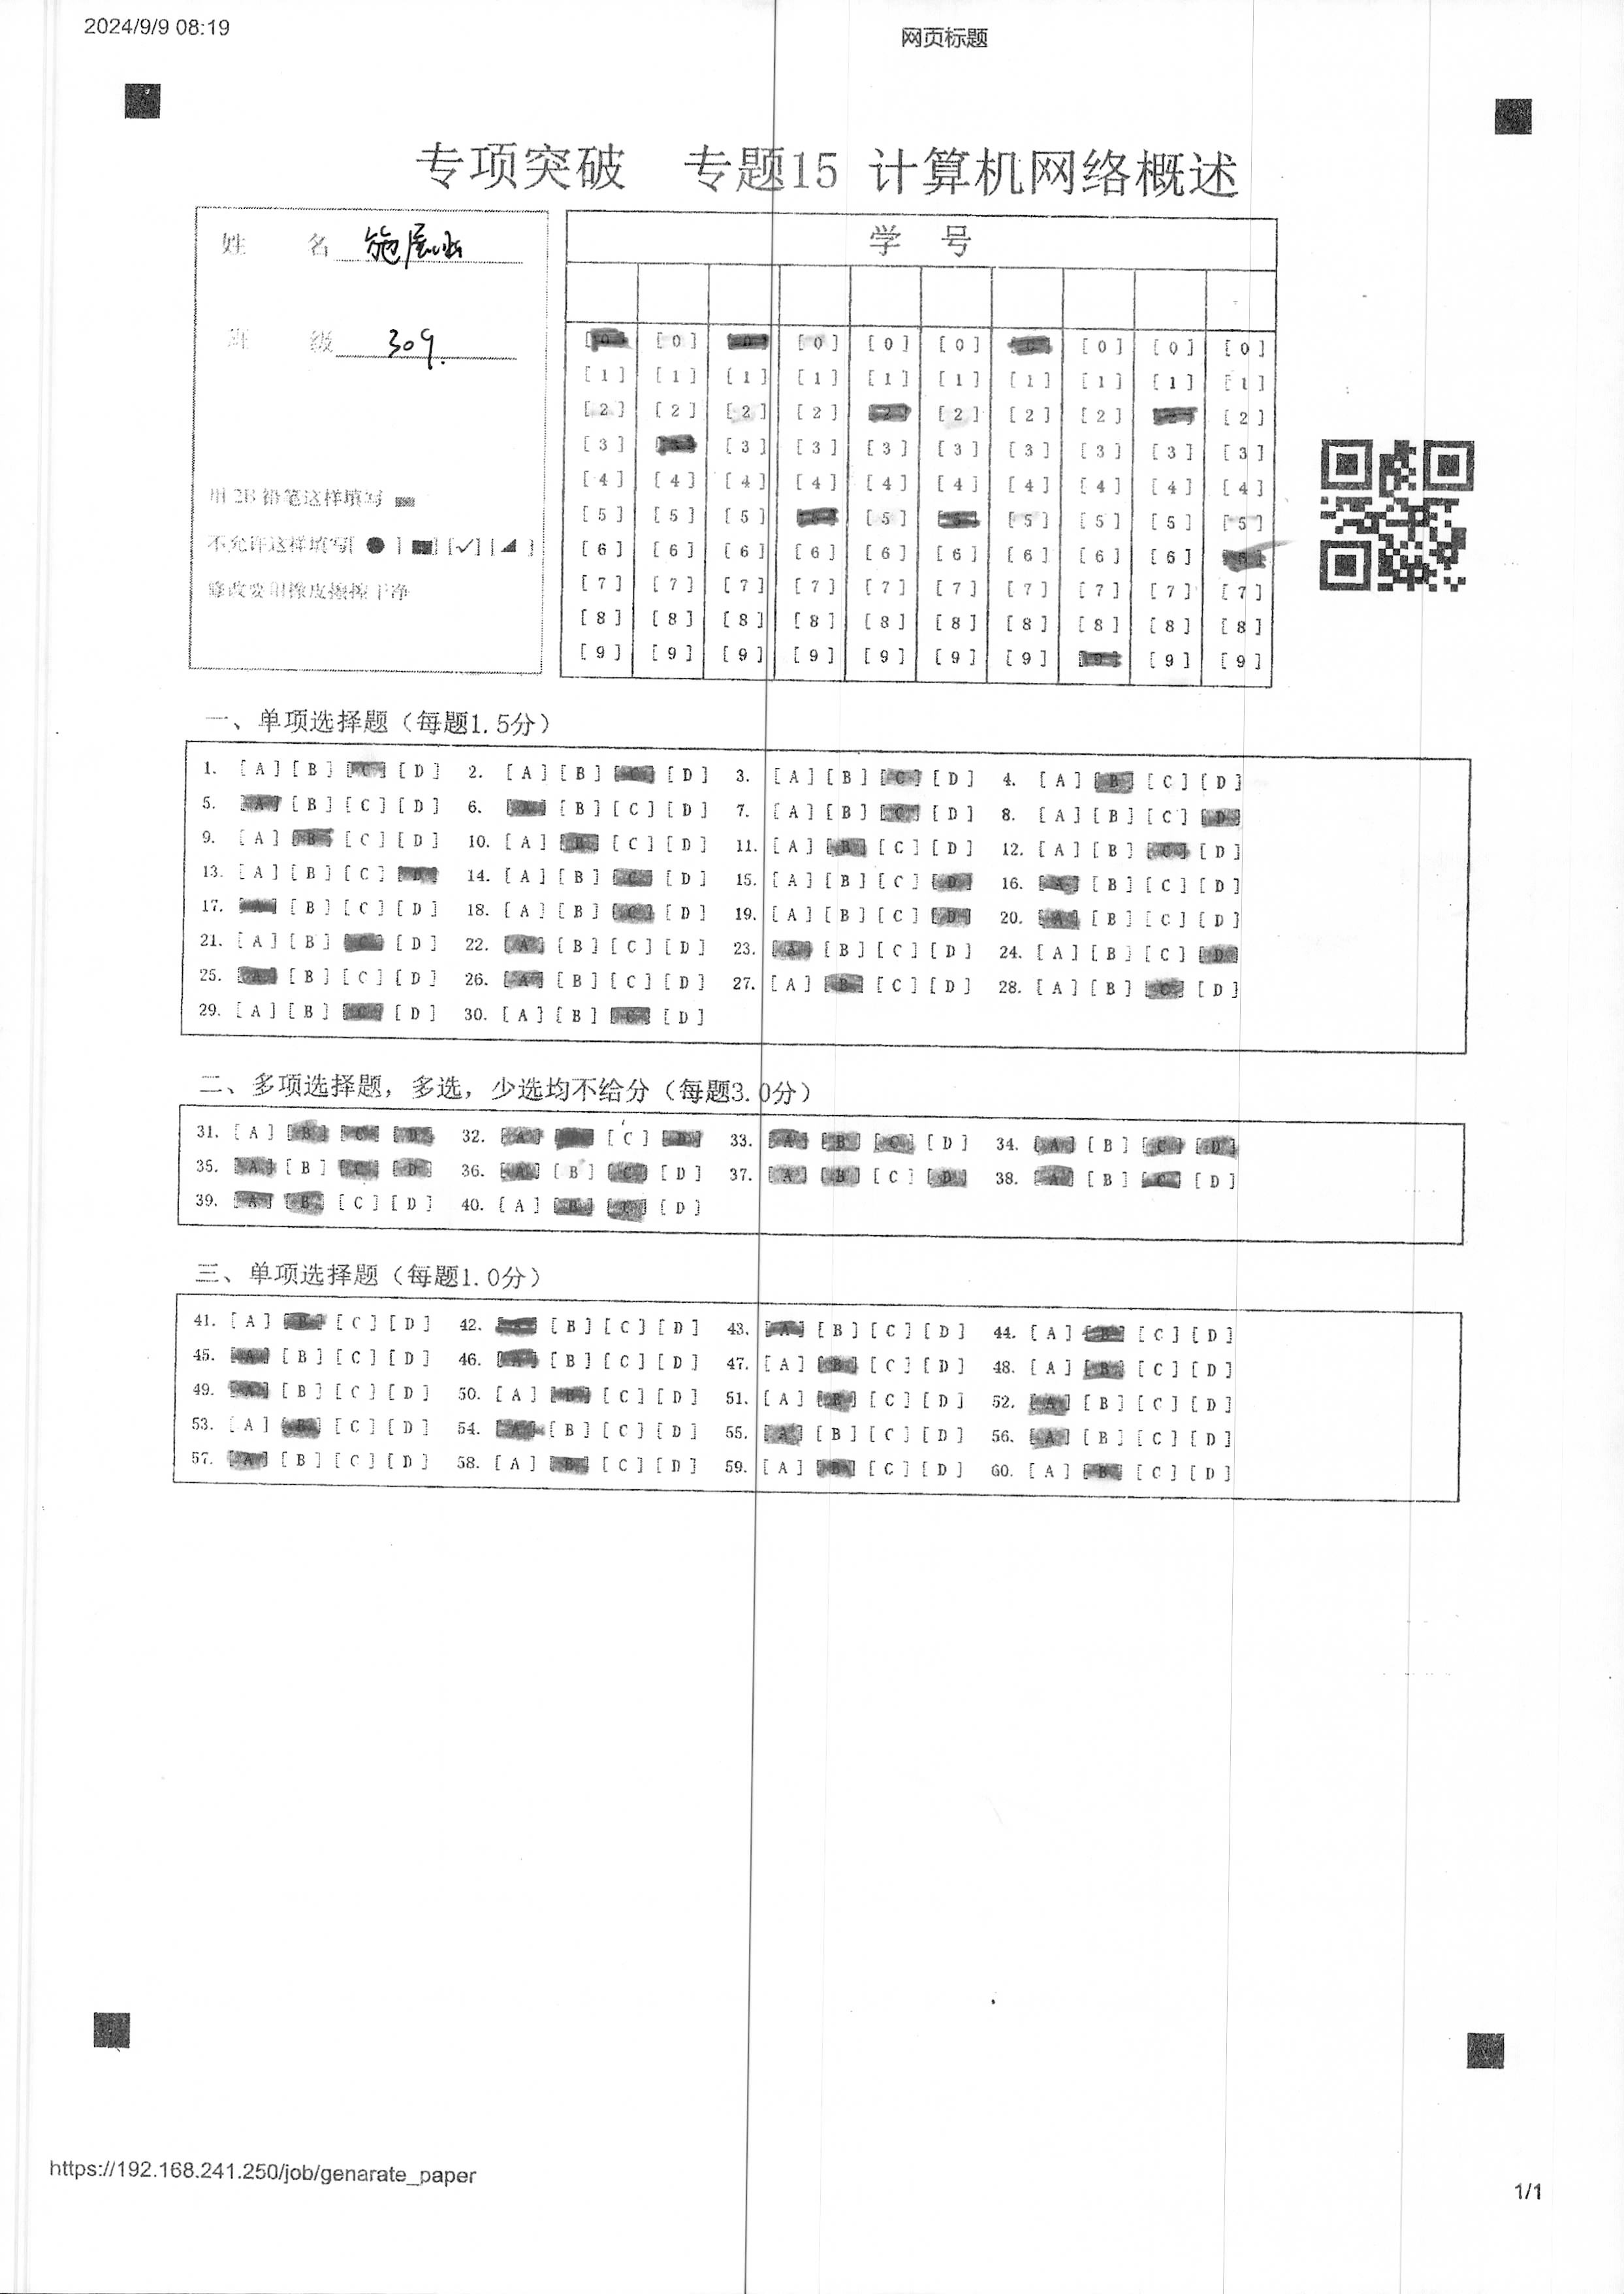 2024/9/9 08:19
网页标题
专项突破 专题15 计算机网络概述
姓 名 施
班 级 309.
用 2B 铅笔这样填写
不允许这样填写[●][■][✓][◢]
修改要用橡皮擦擦干净
学 号
[0] [0] [0] [0] [0] [0] [0] [0] [0] [0]
[1] [1] [1] [1] [1] [1] [1] [1] [1] [1]
[2] [2] [2] [2] [2] [2] [2] [2] [2] [2]
[3] [3] [3] [3] [3] [3] [3] [3] [3] [3]
[4] [4] [4] [4] [4] [4] [4] [4] [4] [4]
[5] [5] [5] [5] [5] [5] [5] [5] [5] [5]
[6] [6] [6] [6] [6] [6] [6] [6] [6] [6]
[7] [7] [7] [7] [7] [7] [7] [7] [7] [7]
[8] [8] [8] [8] [8] [8] [8] [8] [8] [8]
[9] [9] [9] [9] [9] [9] [9] [9] [9] [9]
一、单项选择题（每题1.5分）
1. [A][B][C][D] 2. [A][B][C][D] 3. [A][B][C][D] 4. [A][B][C][D]
5. [A][B][C][D] 6. [A][B][C][D] 7. [A][B][C][D] 8. [A][B][C][D]
9. [A][B][C][D] 10. [A][B][C][D] 11. [A][B][C][D] 12. [A][B][C][D]
13. [A][B][C][D] 14. [A][B][C][D] 15. [A][B][C][D] 16. [A][B][C][D]
17. [A][B][C][D] 18. [A][B][C][D] 19. [A][B][C][D] 20. [A][B][C][D]
21. [A][B][C][D] 22. [A][B][C][D] 23. [A][B][C][D] 24. [A][B][C][D]
25. [A][B][C][D] 26. [A][B][C][D] 27. [A][B][C][D] 28. [A][B][C][D]
29. [A][B][C][D] 30. [A][B][C][D]
二、多项选择题，多选，少选均不给分（每题3.0分）
31. [A][B][C][D] 32. [A][B][C][D] 33. [A][B][C][D] 34. [A][B][C][D]
35. [A][B][C][D] 36. [A][B][C][D] 37. [A][B][C][D] 38. [A][B][C][D]
39. [A][B][C][D] 40. [A][B][C][D]
三、单项选择题（每题1.0分）
41. [A][B][C][D] 42. [A][B][C][D] 43. [A][B][C][D] 44. [A][B][C][D]
45. [A][B][C][D] 46. [A][B][C][D] 47. [A][B][C][D] 48. [A][B][C][D]
49. [A][B][C][D] 50. [A][B][C][D] 51. [A][B][C][D] 52. [A][B][C][D]
53. [A][B][C][D] 54. [A][B][C][D] 55. [A][B][C][D] 56. [A][B][C][D]
57. [A][B][C][D] 58. [A][B][C][D] 59. [A][B][C][D] 60. [A][B][C][D]
https://192.168.241.250/job/genarate_paper
1/1